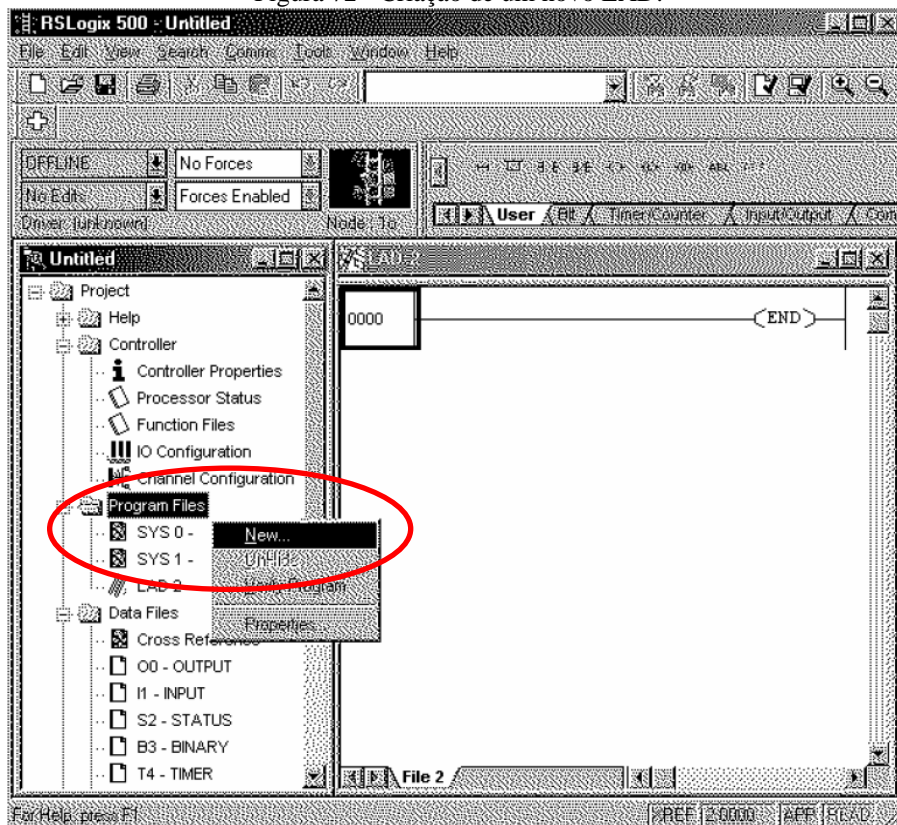 RSLogix 500 - Untitled
File Edit View Search Comms Tools Window Help
OFFLINE No Forces
No Edits Forces Enabled
Driver: (unknown) Node: 1o
User Bit Timer/Counter Input/Output Com
Untitled
Project
Help
Controller
Controller Properties
Processor Status
Function Files
IO Configuration
Channel Configuration
Program Files
SYS 0 -
SYS 1 -
LAD 2
New...
UnHide
Verify Program
Properties
Data Files
Cross Reference
O0 - OUTPUT
I1 - INPUT
S2 - STATUS
B3 - BINARY
T4 - TIMER
LAD 2
0000
END
File 2
For Help, press F1
XREF 2:0000 APP READ